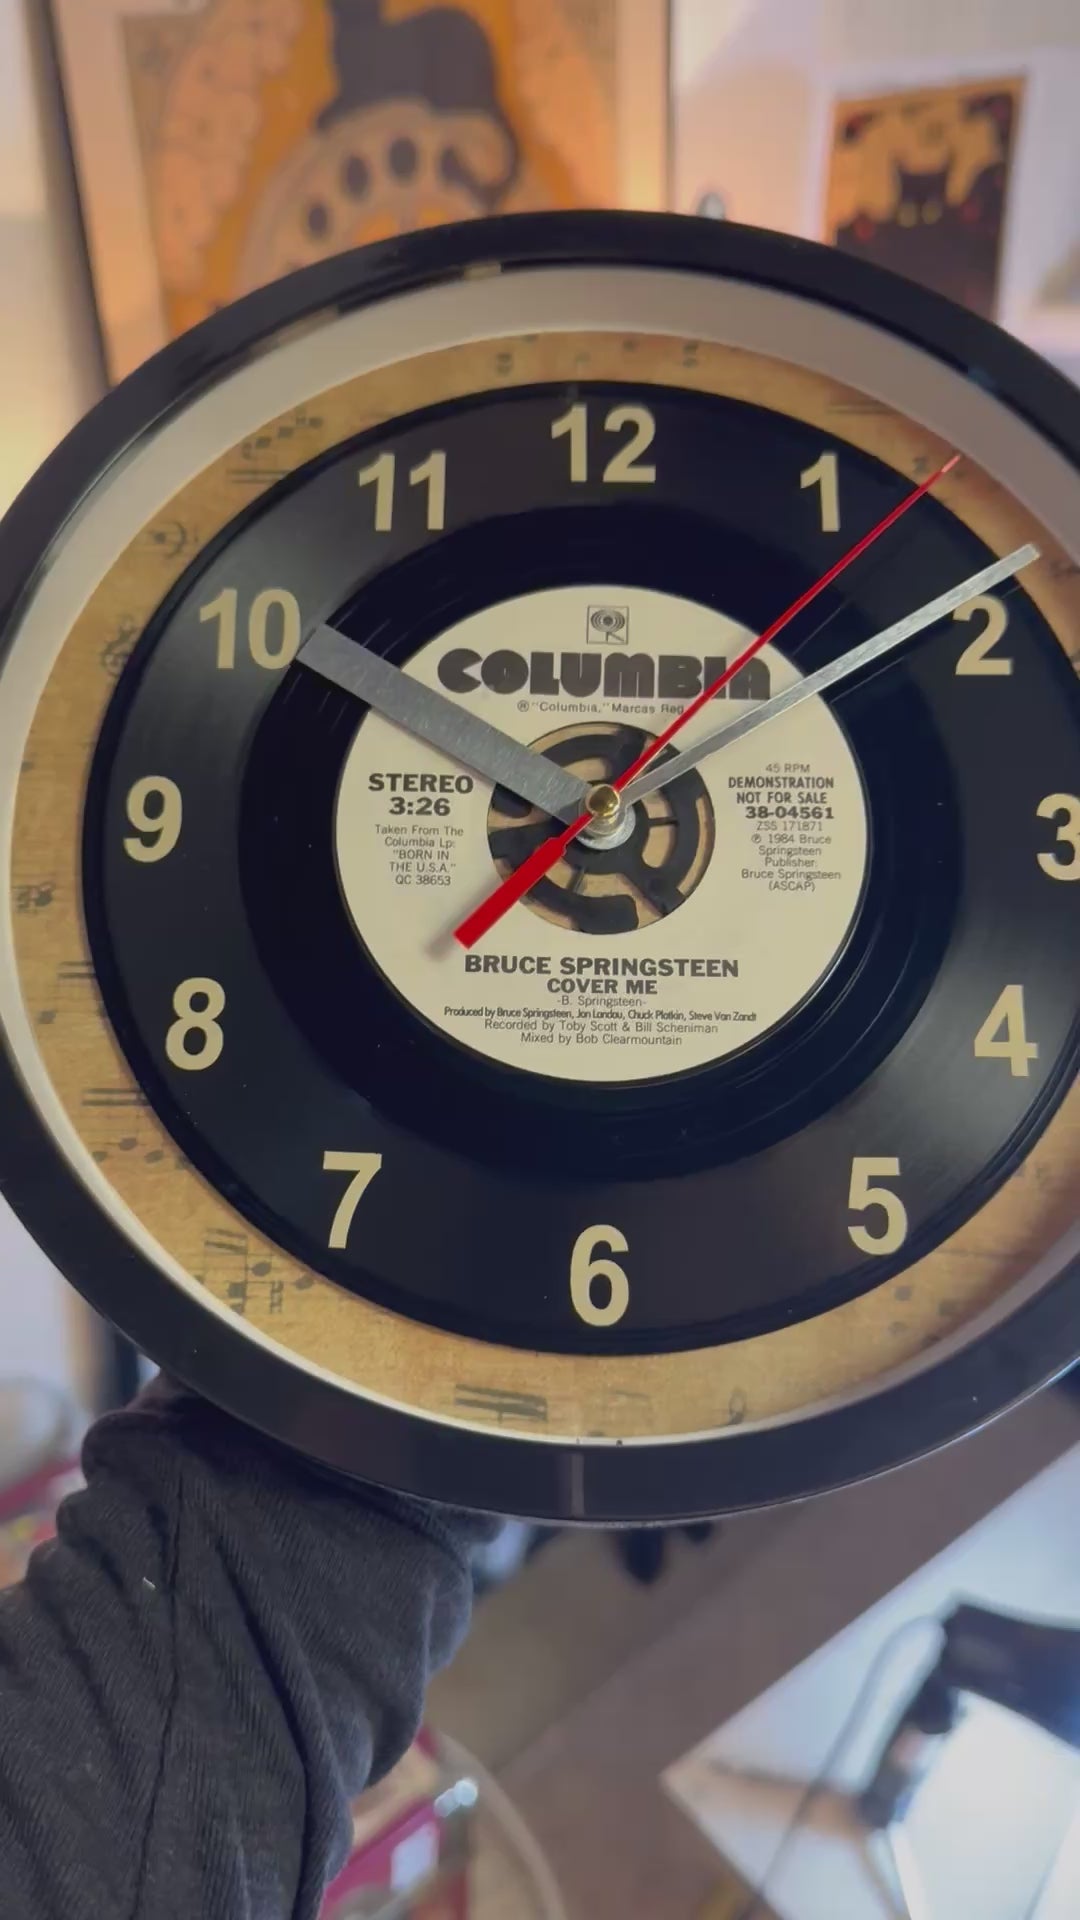 12
11
1
10
2
COLUMBIA
®"Columbia," Marcas Reg.
9
3
STEREO
3:26
Taken From The
Columbia Lp:
"BORN IN
THE U.S.A."
QC 38653
45 RPM
DEMONSTRATION
NOT FOR SALE
38-04561
ZSS 171871
℗ 1984 Bruce
Springsteen
Publisher:
Bruce Springsteen
(ASCAP)
BRUCE SPRINGSTEEN
COVER ME
-B. Springsteen-
Produced by Bruce Springsteen, Jon Landau, Chuck Plotkin, Steve Van Zandt
Recorded by Toby Scott & Bill Scheniman
Mixed by Bob Clearmountain
8
4
7
5
6